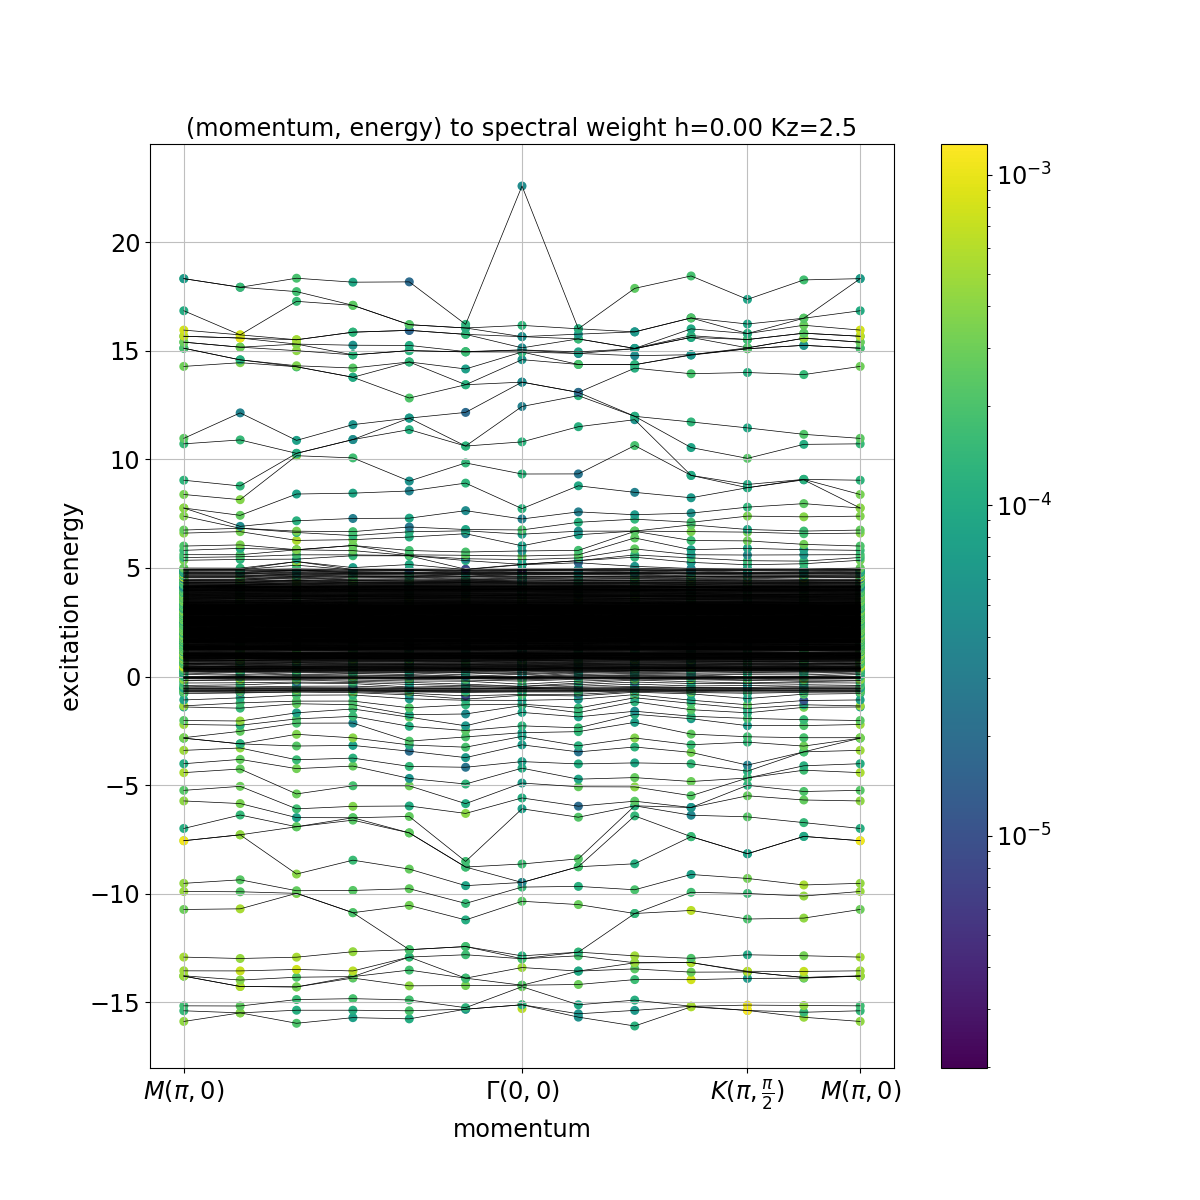 (momentum, energy) to spectral weight h=0.00 Kz=2.5
excitation energy
20
15
10
5
0
−5
−10
−15
M(π, 0)
Γ(0, 0)
K(π, π/2)
M(π, 0)
momentum
10⁻³
10⁻⁴
10⁻⁵